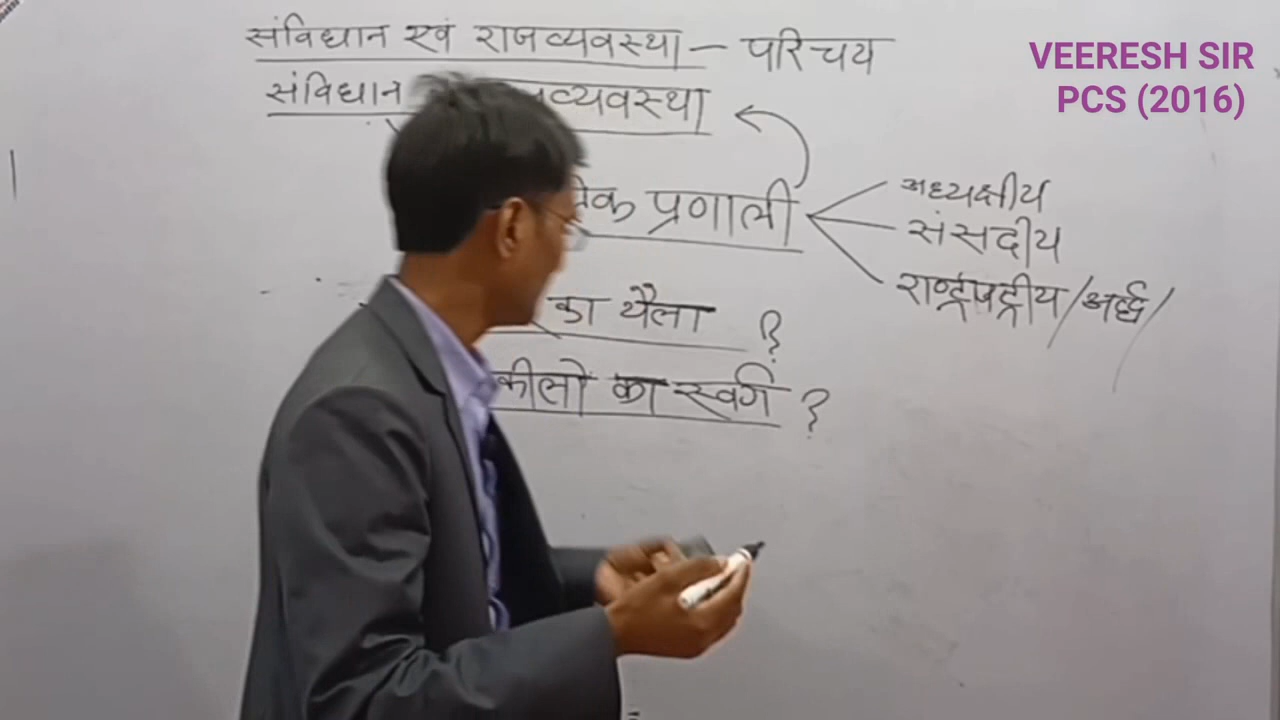 संविधान एवं राजव्यवस्था - परिचय
VEERESH SIR
PCS (2016)
संविधान व्यवस्था
प्रणाली
अध्यक्षीय
संसदीय
राष्ट्रपतीय/अर्द्ध/
का थैला ?
का स्वर्ग ?